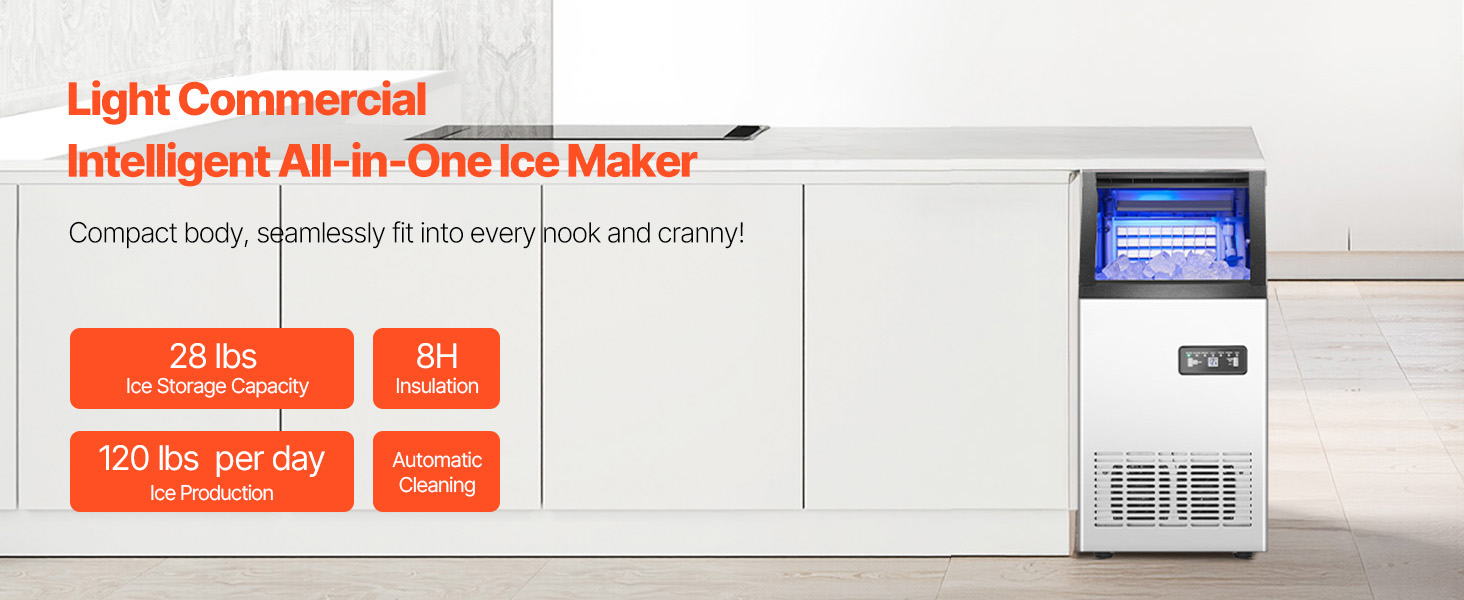 Light Commercial
Intelligent All-in-One Ice Maker
Compact body, seamlessly fit into every nook and cranny!
28 lbs
Ice Storage Capacity
8H
Insulation
120 lbs per day
Ice Production
Automatic
Cleaning